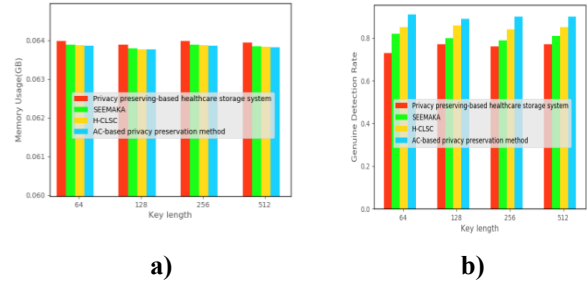 Memory Usage(GB)
0.064
0.063
0.062
0.061
0.060
Privacy preserving-based healthcare storage system
SEEMAKA
H-CLSC
AC-based privacy preservation method
64
128
256
512
Key length
a)
Genuine Detection Rate
0.8
0.6
0.4
0.2
0.0
Privacy preserving-based healthcare storage system
SEEMAKA
H-CLSC
AC-based privacy preservation method
64
128
256
512
Key length
b)